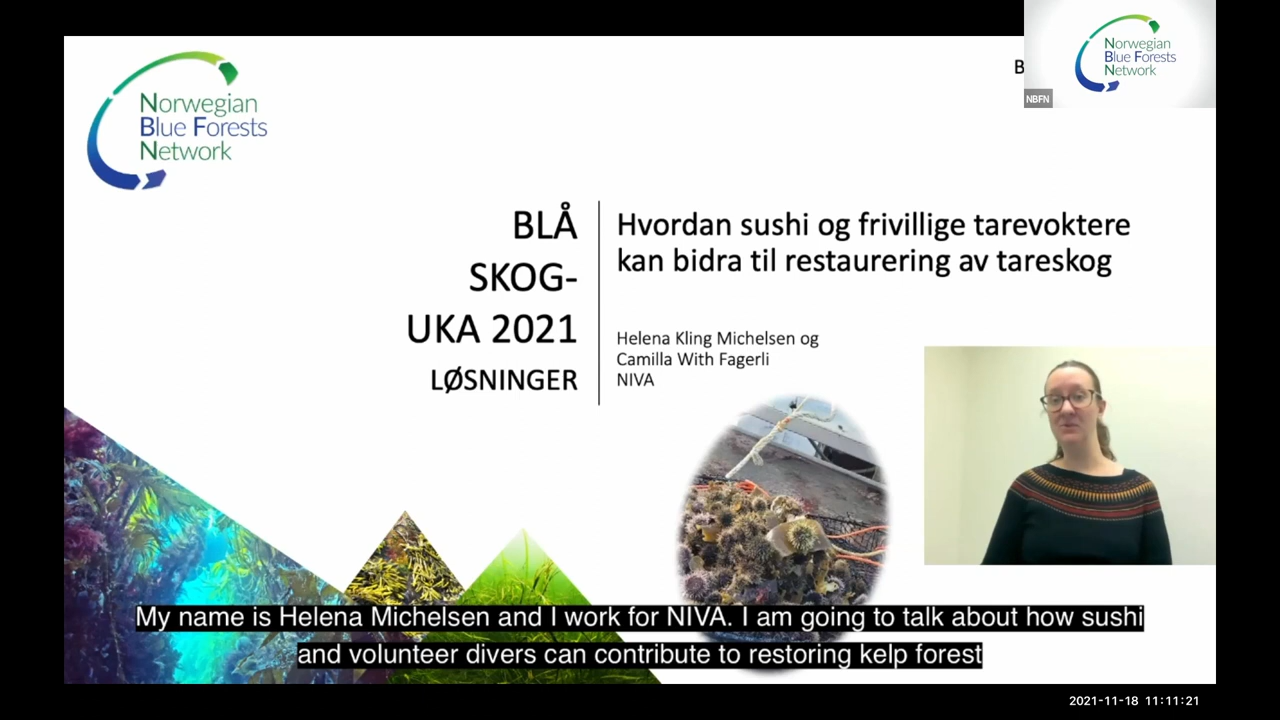 Norwegian
Blue Forests
Network
B
Norwegian
Blue Forests
Network
NBFN
BLÅ
SKOG-
UKA 2021
LØSNINGER
Hvordan sushi og frivillige tarevoktere
kan bidra til restaurering av tareskog
Helena Kling Michelsen og
Camilla With Fagerli
NIVA
My name is Helena Michelsen and I work for NIVA. I am going to talk about how sushi
and volunteer divers can contribute to restoring kelp forest
2021-11-18 11:11:21